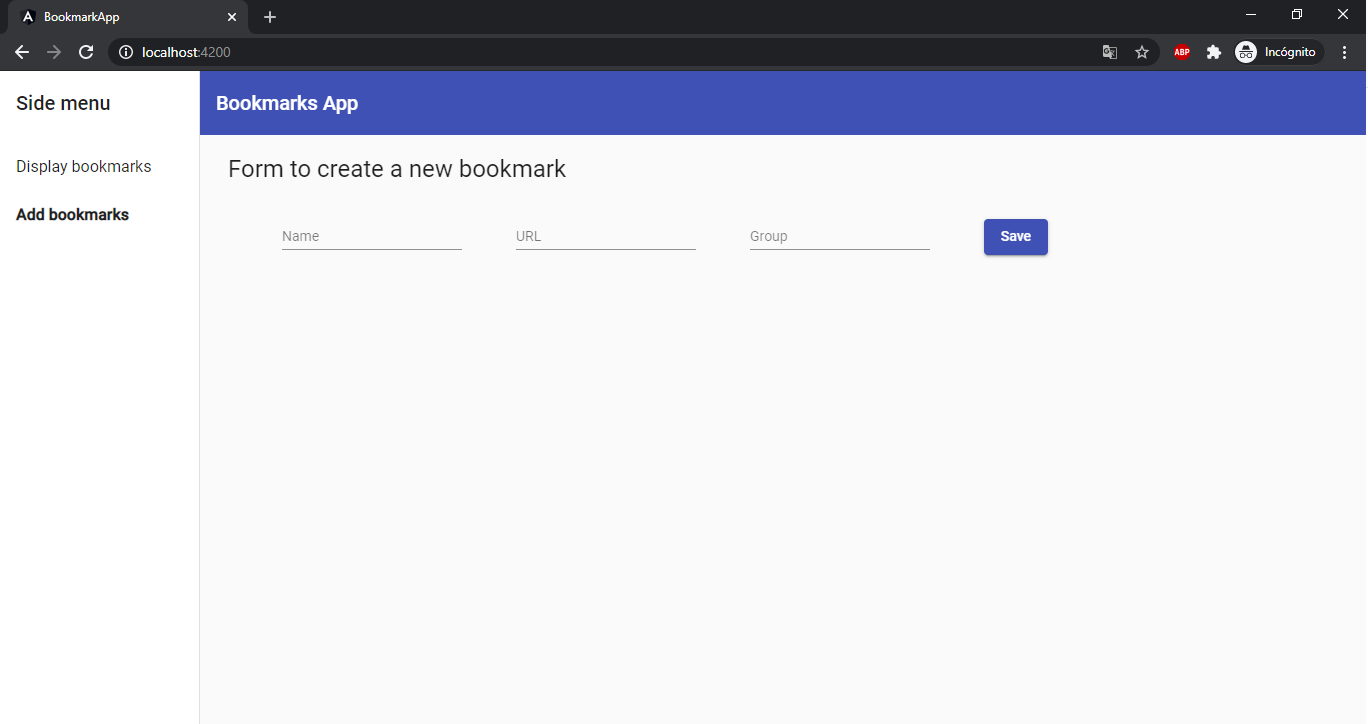 BookmarkApp
localhost:4200
ABP
Incógnito
Side menu
Bookmarks App
Display bookmarks
Add bookmarks
Form to create a new bookmark
Name
URL
Group
Save